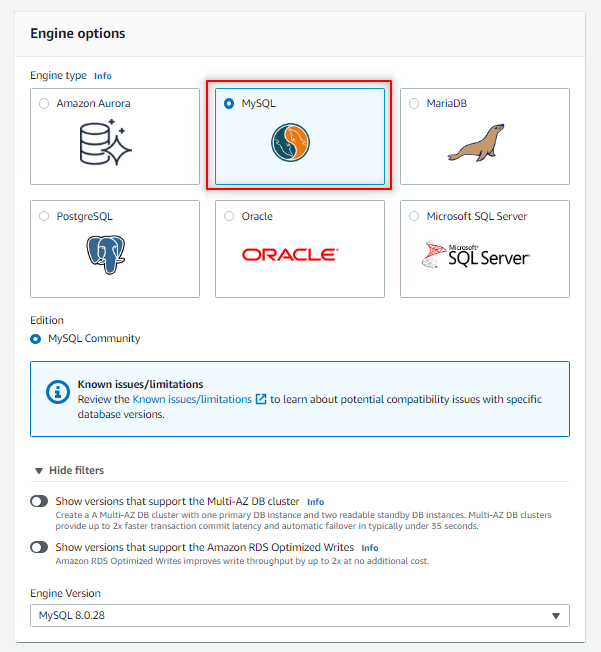 Engine options
Engine type Info
Amazon Aurora
MySQL
MariaDB
PostgreSQL
Oracle
Microsoft SQL Server
ORACLE
Microsoft
SQL Server
Edition
MySQL Community
Known issues/limitations
Review the Known issues/limitations to learn about potential compatibility issues with specific
database versions.
Hide filters
Show versions that support the Multi-AZ DB cluster Info
Create a A Multi-AZ DB cluster with one primary DB instance and two readable standby DB instances. Multi-AZ DB clusters
provide up to 2x faster transaction commit latency and automatic failover in typically under 35 seconds.
Show versions that support the Amazon RDS Optimized Writes Info
Amazon RDS Optimized Writes improves write throughput by up to 2x at no additional cost.
Engine Version
MySQL 8.0.28